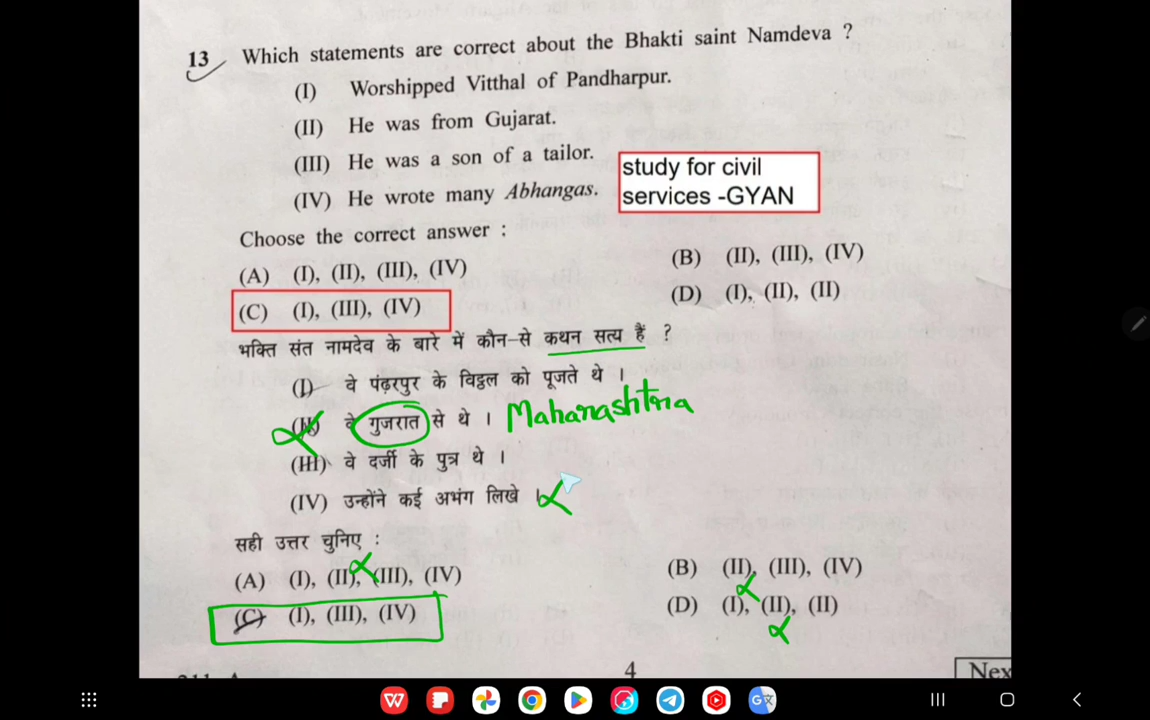 13 Which statements are correct about the Bhakti saint Namdeva ?
(I) Worshipped Vitthal of Pandharpur.
(II) He was from Gujarat.
(III) He was a son of a tailor.
(IV) He wrote many Abhangas.
study for civil
services -GYAN
Choose the correct answer :
(A) (I), (II), (III), (IV)
(B) (II), (III), (IV)
(C) (I), (III), (IV)
(D) (I), (II), (II)
भक्ति संत नामदेव के बारे में कौन-से कथन सत्य हैं ?
(I) वे पंढ़रपुर के विठ्ठल को पूजते थे ।
(II) वे गुजरात से थे । Maharashtra
(III) वे दर्जी के पुत्र थे ।
(IV) उन्होंने कई अभंग लिखे ।
सही उत्तर चुनिए :
(A) (I), (II), (III), (IV)
(B) (II), (III), (IV)
(C) (I), (III), (IV)
(D) (I), (II), (II)
4
Nex